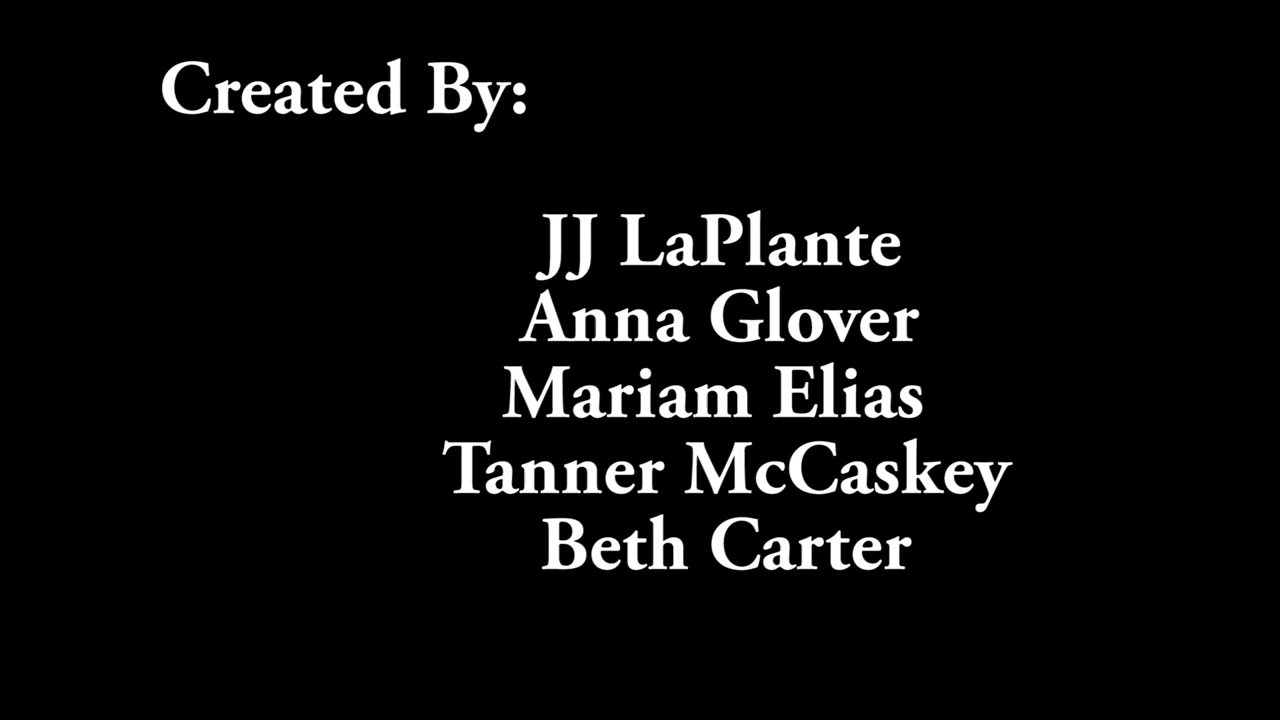 Created By:
JJ LaPlante
Anna Glover
Mariam Elias
Tanner McCaskey
Beth Carter